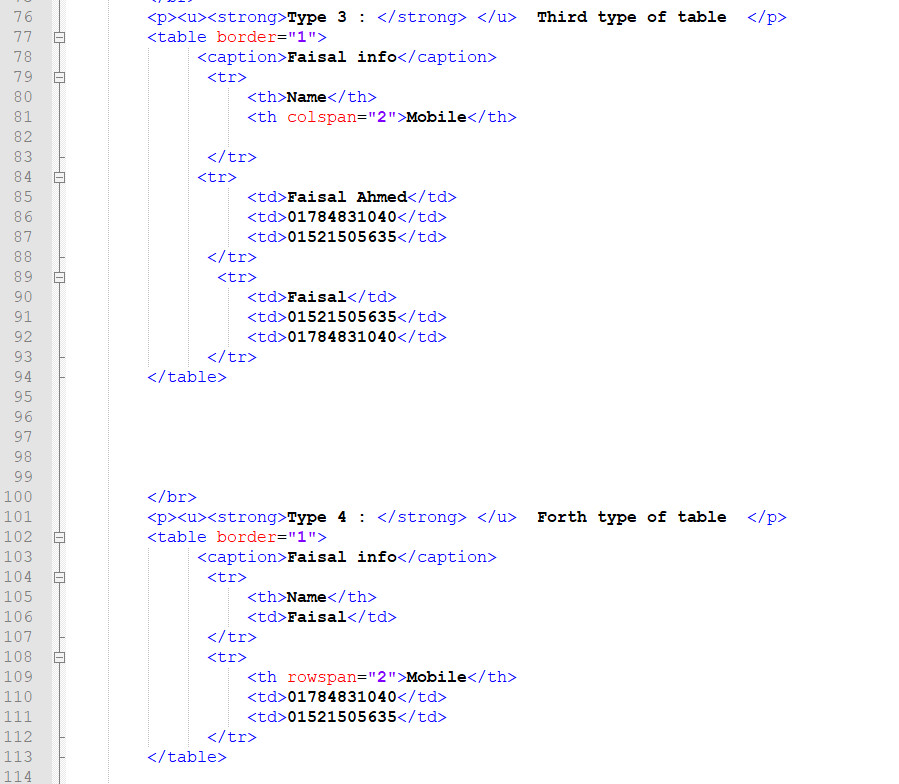 76 <p><u><strong>Type 3 : </strong> </u>  Third type of table  </p>
77 <table border="1">
78 <caption>Faisal info</caption>
79 <tr>
80 <th>Name</th>
81 <th colspan="2">Mobile</th>
82
83 </tr>
84 <tr>
85 <td>Faisal Ahmed</td>
86 <td>01784831040</td>
87 <td>01521505635</td>
88 </tr>
89 <tr>
90 <td>Faisal</td>
91 <td>01521505635</td>
92 <td>01784831040</td>
93 </tr>
94 </table>
95
96
97
98
99
100 </br>
101 <p><u><strong>Type 4 : </strong> </u>  Forth type of table  </p>
102 <table border="1">
103 <caption>Faisal info</caption>
104 <tr>
105 <th>Name</th>
106 <td>Faisal</td>
107 </tr>
108 <tr>
109 <th rowspan="2">Mobile</th>
110 <td>01784831040</td>
111 <td>01521505635</td>
112 </tr>
113 </table>
114